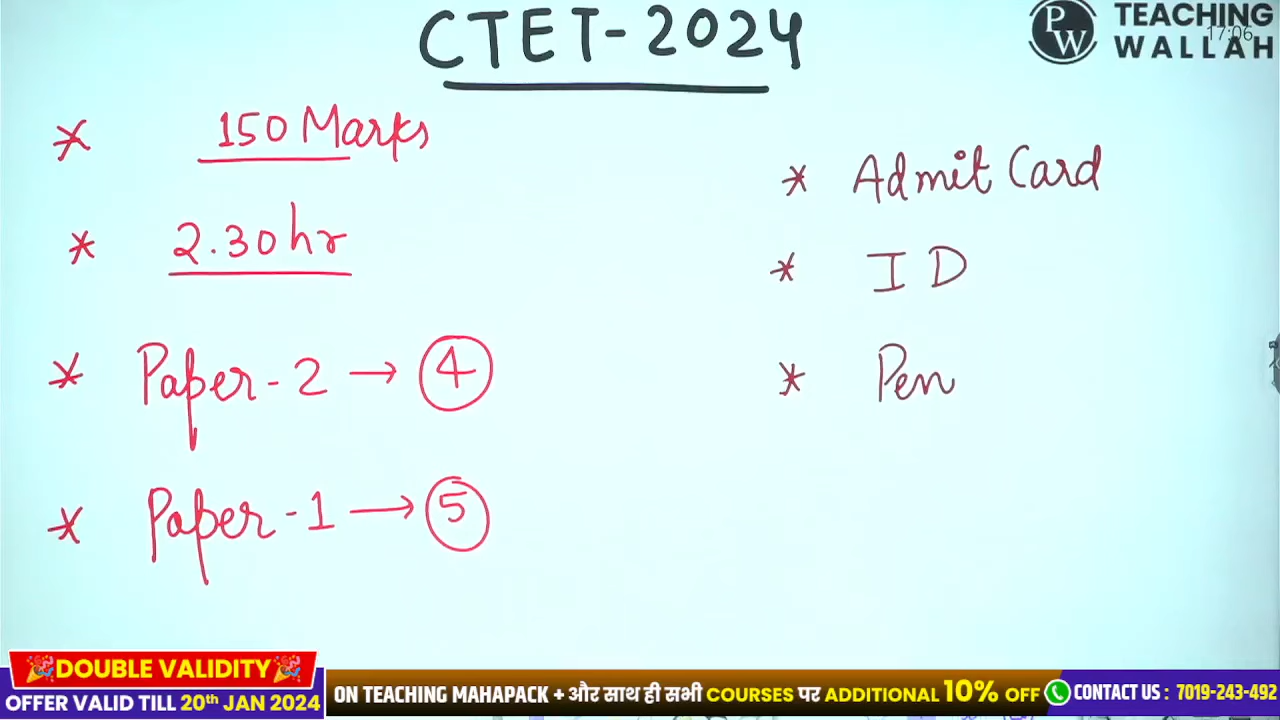 CTET-2024
TEACHING
WALLAH
PW
17:06
* 150 Marks
* 2.30 hr
* Paper-2 → 4
* Paper-1 → 5
* Admit Card
* ID
* Pen
DOUBLE VALIDITY
OFFER VALID TILL 20th JAN 2024
ON TEACHING MAHAPACK + और साथ ही सभी COURSES पर ADDITIONAL 10% OFF
CONTACT US : 7019-243-492